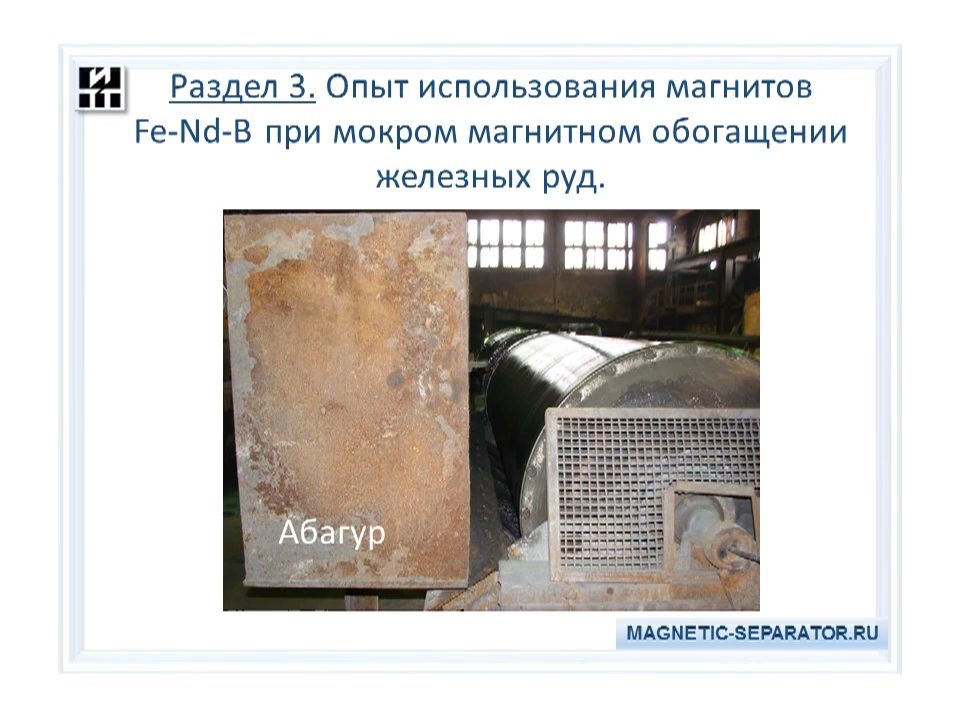 Раздел 3. Опыт использования магнитов
Fe-Nd-B при мокром магнитном обогащении
железных руд.
Абагур
MAGNETIC-SEPARATOR.RU